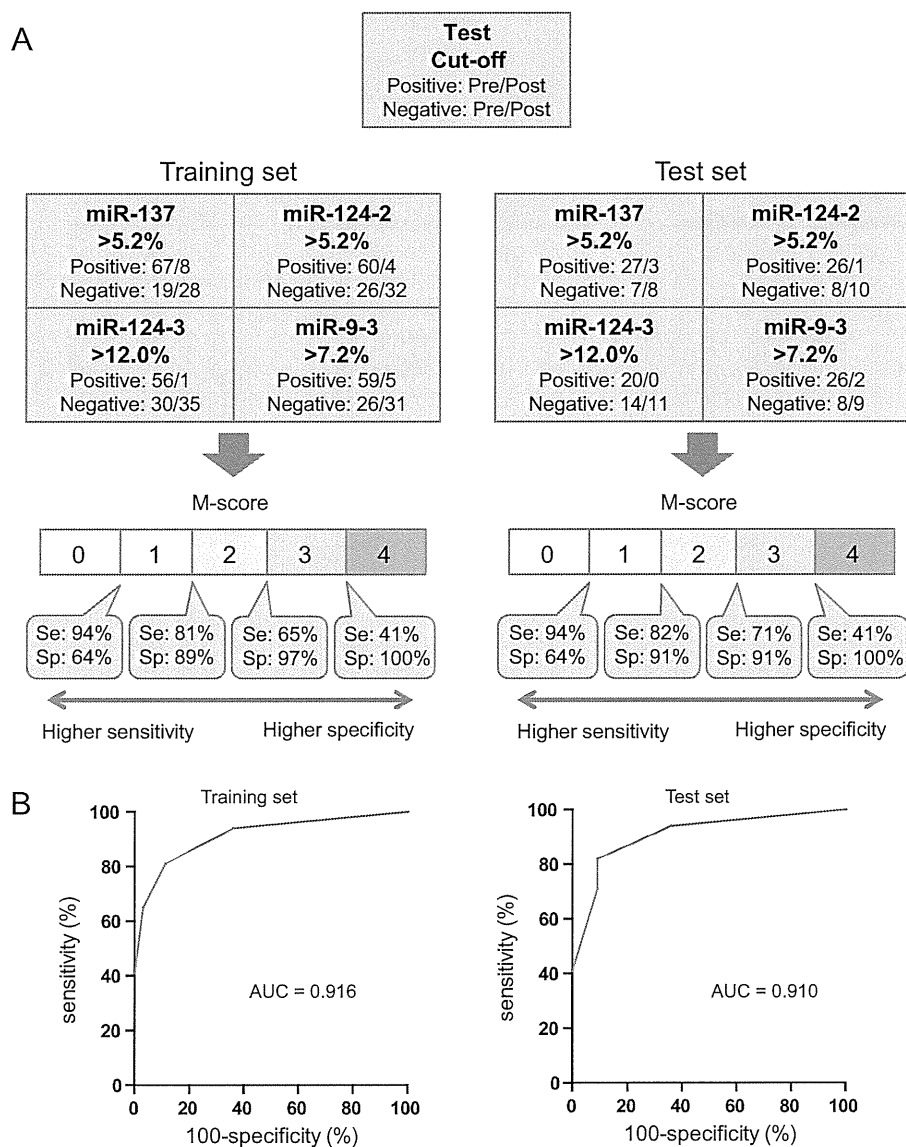 A
Test
Cut-off
Positive: Pre/Post
Negative: Pre/Post
Training set
miR-137
>5.2%
Positive: 67/8
Negative: 19/28
miR-124-2
>5.2%
Positive: 60/4
Negative: 26/32
miR-124-3
>12.0%
Positive: 56/1
Negative: 30/35
miR-9-3
>7.2%
Positive: 59/5
Negative: 26/31
M-score
0 1 2 3 4
Se: 94%
Sp: 64%
Se: 81%
Sp: 89%
Se: 65%
Sp: 97%
Se: 41%
Sp: 100%
Higher sensitivity
Higher specificity
Test set
miR-137
>5.2%
Positive: 27/3
Negative: 7/8
miR-124-2
>5.2%
Positive: 26/1
Negative: 8/10
miR-124-3
>12.0%
Positive: 20/0
Negative: 14/11
miR-9-3
>7.2%
Positive: 26/2
Negative: 8/9
M-score
0 1 2 3 4
Se: 94%
Sp: 64%
Se: 82%
Sp: 91%
Se: 71%
Sp: 91%
Se: 41%
Sp: 100%
Higher sensitivity
Higher specificity
B
Training set
sensitivity (%)
100
80
60
40
20
0
AUC = 0.916
0 20 40 60 80 100
100-specificity (%)
Test set
sensitivity (%)
100
80
60
40
20
0
AUC = 0.910
0 20 40 60 80 100
100-specificity (%)